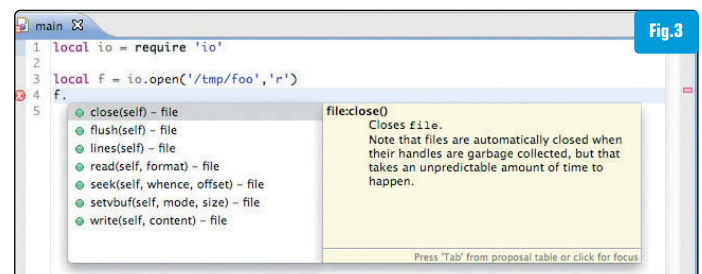 main
Fig.3
1 local io = require 'io'
2
3 local f = io.open('/tmp/foo','r')
4 f.
5
close(self) – file
flush(self) – file
lines(self) – file
read(self, format) – file
seek(self, whence, offset) – file
setvbuf(self, mode, size) – file
write(self, content) – file
file:close()
Closes file.
Note that files are automatically closed when
their handles are garbage collected, but that
takes an unpredictable amount of time to
happen.
Press 'Tab' from proposal table or click for focus